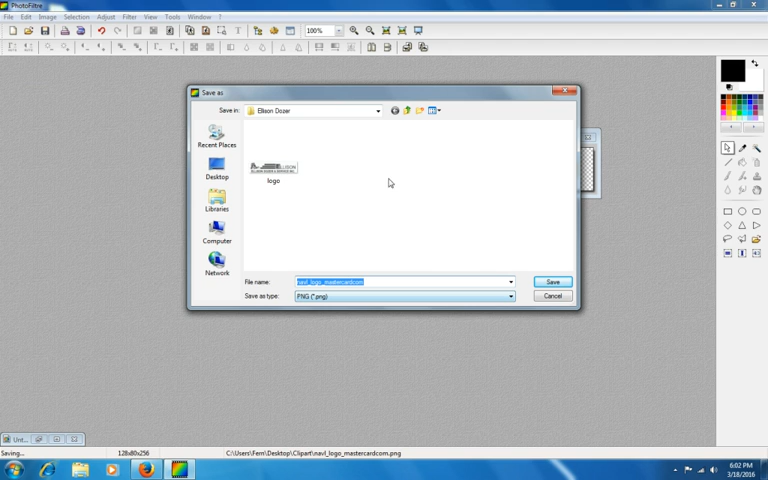 PhotoFiltre
File Edit Image Selection Adjust Filter View Tools Window ?
100%
Save as
Save in: Ellison Dozer
Recent Places
Desktop
Libraries
Computer
Network
logo
File name: navl_logo_mastercardcom
Save
Save as type: PNG (*.png)
Cancel
Unt...
Saving... 128x80x256 C:\Users\Fern\Desktop\Clipart\navl_logo_mastercardcom.png
6:02 PM
3/18/2016